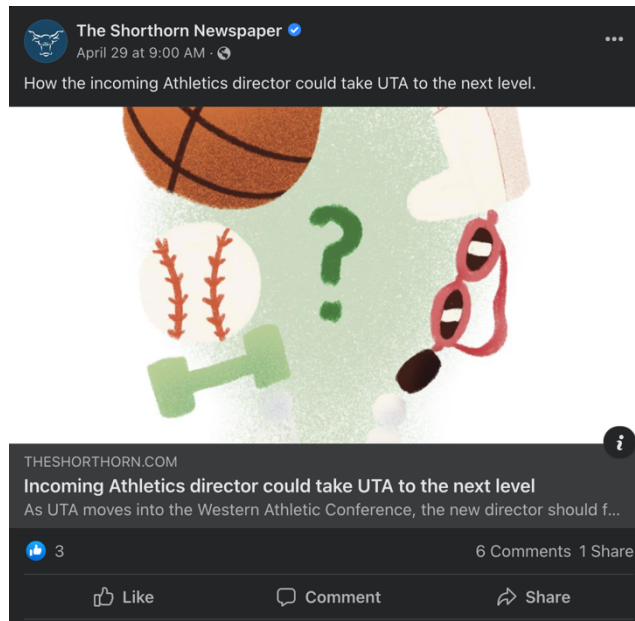 The Shorthorn Newspaper
April 29 at 9:00 AM ·
How the incoming Athletics director could take UTA to the next level.
?
i
THESHORTHORN.COM
Incoming Athletics director could take UTA to the next level
As UTA moves into the Western Athletic Conference, the new director should f...
3
6 Comments 1 Share
Like Comment Share